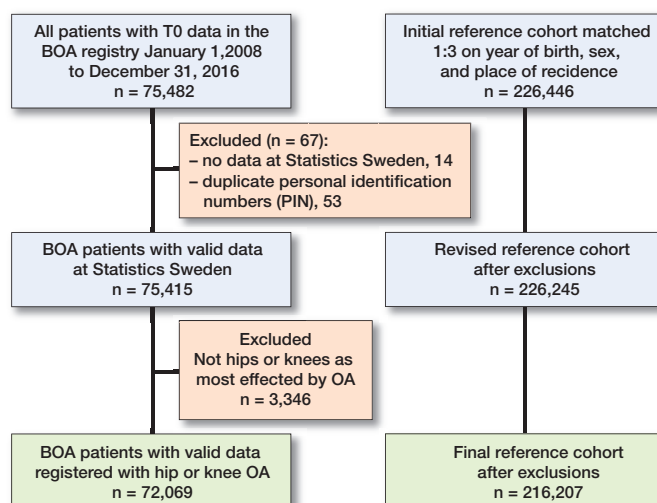 All patients with T0 data in the
BOA registry January 1,2008
to December 31, 2016
n = 75,482
Initial reference cohort matched
1:3 on year of birth, sex,
and place of recidence
n = 226,446
Excluded (n = 67):
– no data at Statistics Sweden, 14
– duplicate personal identification
numbers (PIN), 53
BOA patients with valid data
at Statistics Sweden
n = 75,415
Revised reference cohort
after exclusions
n = 226,245
Excluded
Not hips or knees as
most effected by OA
n = 3,346
BOA patients with valid data
registered with hip or knee OA
n = 72,069
Final reference cohort
after exclusions
n = 216,207